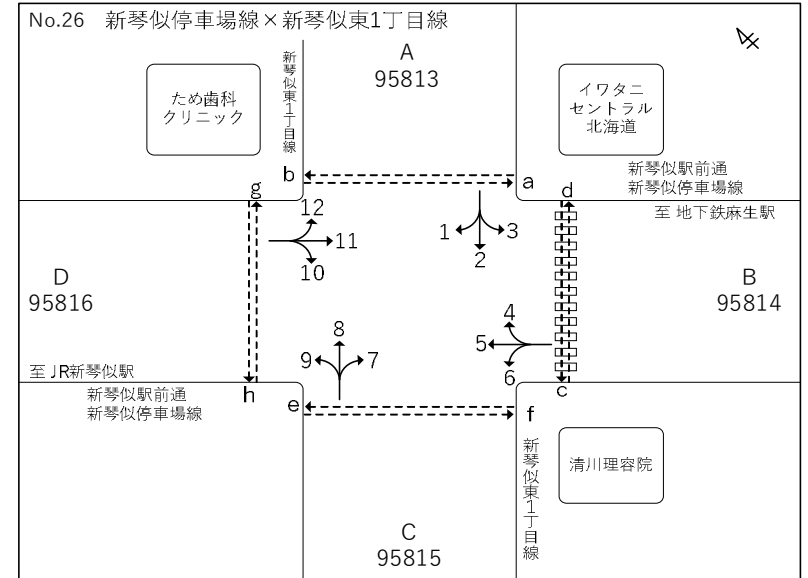 No.26 新琴似停車場線×新琴似東1丁目線
A
95813
新琴似東1丁目線
ため歯科
クリニック
イワタニ
セントラル
北海道
新琴似駅前通
新琴似停車場線
至 地下鉄麻生駅
b
a
g
d
12
11
10
1
2
3
D
95816
B
95814
4
5
6
8
9
7
至 JR新琴似駅
新琴似駅前通
新琴似停車場線
h
e
f
c
新琴似東1丁目線
清川理容院
C
95815